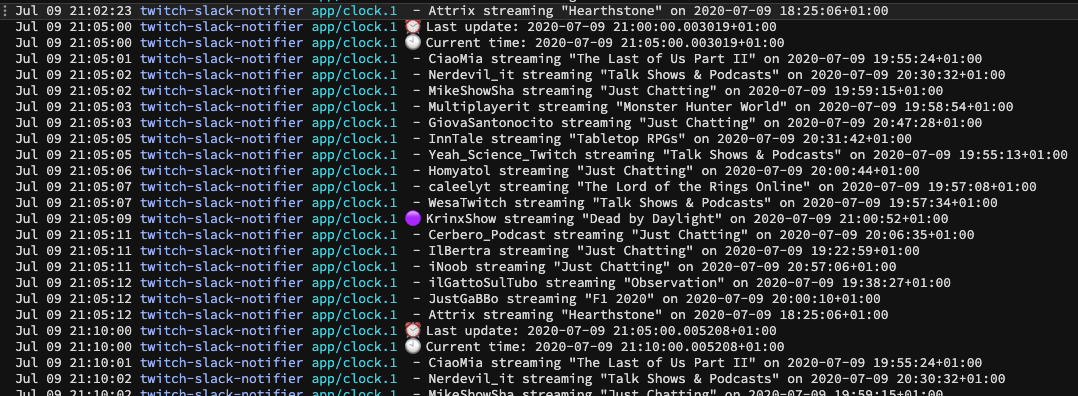 Jul 09 21:02:23 twitch-slack-notifier app/clock.1 - Attrix streaming "Hearthstone" on 2020-07-09 18:25:06+01:00
Jul 09 21:05:00 twitch-slack-notifier app/clock.1 ⏰ Last update: 2020-07-09 21:00:00.003019+01:00
Jul 09 21:05:00 twitch-slack-notifier app/clock.1 🕙 Current time: 2020-07-09 21:05:00.003019+01:00
Jul 09 21:05:01 twitch-slack-notifier app/clock.1 - CiaoMia streaming "The Last of Us Part II" on 2020-07-09 19:55:24+01:00
Jul 09 21:05:02 twitch-slack-notifier app/clock.1 - Nerdevil_it streaming "Talk Shows & Podcasts" on 2020-07-09 20:30:32+01:00
Jul 09 21:05:02 twitch-slack-notifier app/clock.1 - MikeShowSha streaming "Just Chatting" on 2020-07-09 19:59:15+01:00
Jul 09 21:05:03 twitch-slack-notifier app/clock.1 - Multiplayerit streaming "Monster Hunter World" on 2020-07-09 19:58:54+01:00
Jul 09 21:05:03 twitch-slack-notifier app/clock.1 - GiovaSantonocito streaming "Just Chatting" on 2020-07-09 20:47:28+01:00
Jul 09 21:05:05 twitch-slack-notifier app/clock.1 - InnTale streaming "Tabletop RPGs" on 2020-07-09 20:31:42+01:00
Jul 09 21:05:05 twitch-slack-notifier app/clock.1 - Yeah_Science_Twitch streaming "Talk Shows & Podcasts" on 2020-07-09 19:55:13+01:00
Jul 09 21:05:06 twitch-slack-notifier app/clock.1 - Homyatol streaming "Just Chatting" on 2020-07-09 20:00:44+01:00
Jul 09 21:05:07 twitch-slack-notifier app/clock.1 - caleelyt streaming "The Lord of the Rings Online" on 2020-07-09 19:57:08+01:00
Jul 09 21:05:07 twitch-slack-notifier app/clock.1 - WesaTwitch streaming "Talk Shows & Podcasts" on 2020-07-09 19:57:34+01:00
Jul 09 21:05:09 twitch-slack-notifier app/clock.1 🟣 KrinxShow streaming "Dead by Daylight" on 2020-07-09 21:00:52+01:00
Jul 09 21:05:11 twitch-slack-notifier app/clock.1 - Cerbero_Podcast streaming "Just Chatting" on 2020-07-09 20:06:35+01:00
Jul 09 21:05:11 twitch-slack-notifier app/clock.1 - IlBertra streaming "Just Chatting" on 2020-07-09 19:22:59+01:00
Jul 09 21:05:11 twitch-slack-notifier app/clock.1 - iNoob streaming "Just Chatting" on 2020-07-09 20:57:06+01:00
Jul 09 21:05:12 twitch-slack-notifier app/clock.1 - ilGattoSulTubo streaming "Observation" on 2020-07-09 19:38:27+01:00
Jul 09 21:05:12 twitch-slack-notifier app/clock.1 - JustGaBBo streaming "F1 2020" on 2020-07-09 20:00:10+01:00
Jul 09 21:05:12 twitch-slack-notifier app/clock.1 - Attrix streaming "Hearthstone" on 2020-07-09 18:25:06+01:00
Jul 09 21:10:00 twitch-slack-notifier app/clock.1 ⏰ Last update: 2020-07-09 21:05:00.005208+01:00
Jul 09 21:10:00 twitch-slack-notifier app/clock.1 🕙 Current time: 2020-07-09 21:10:00.005208+01:00
Jul 09 21:10:01 twitch-slack-notifier app/clock.1 - CiaoMia streaming "The Last of Us Part II" on 2020-07-09 19:55:24+01:00
Jul 09 21:10:02 twitch-slack-notifier app/clock.1 - Nerdevil_it streaming "Talk Shows & Podcasts" on 2020-07-09 20:30:32+01:00
Jul 09 21:10:02 twitch-slack-notifier app/clock.1 - MikeShowSha streaming "Just Chatting" on 2020-07-09 19:59:15+01:00